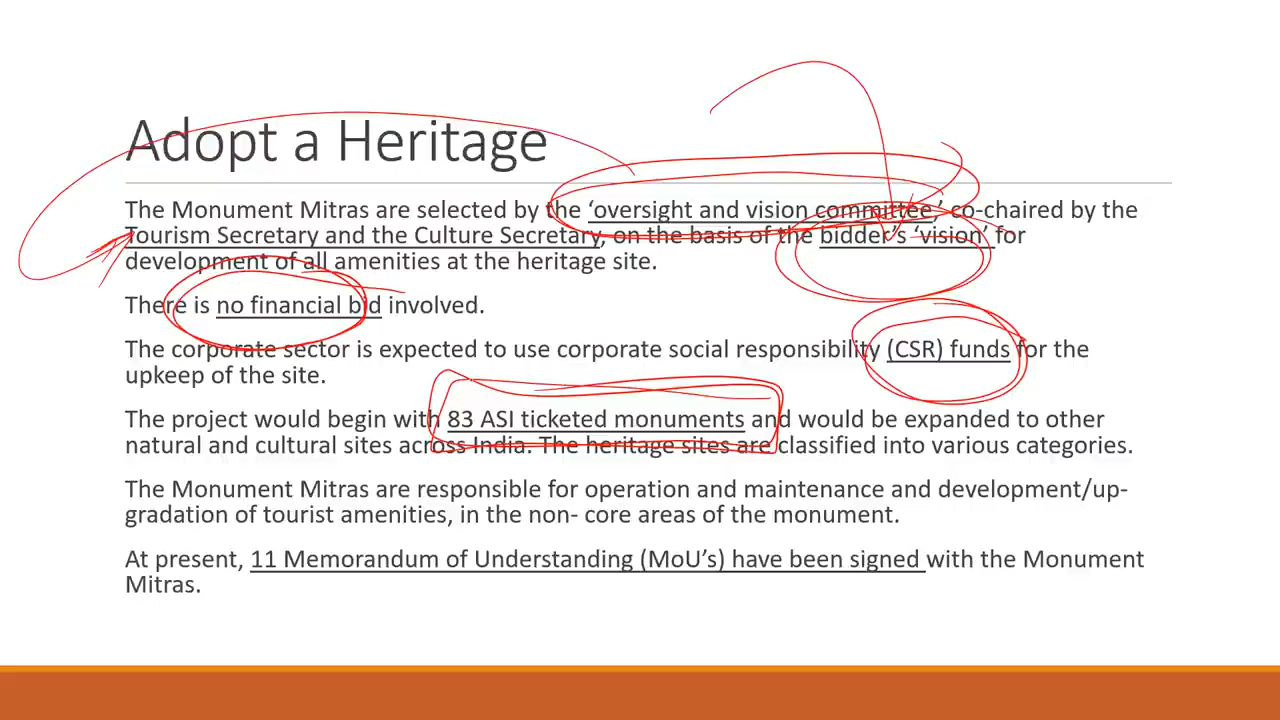 Adopt a Heritage
The Monument Mitras are selected by the ‘oversight and vision committee,’ co-chaired by the
Tourism Secretary and the Culture Secretary, on the basis of the bidder’s ‘vision’ for
development of all amenities at the heritage site.
There is no financial bid involved.
The corporate sector is expected to use corporate social responsibility (CSR) funds for the
upkeep of the site.
The project would begin with 83 ASI ticketed monuments and would be expanded to other
natural and cultural sites across India. The heritage sites are classified into various categories.
The Monument Mitras are responsible for operation and maintenance and development/up-
gradation of tourist amenities, in the non- core areas of the monument.
At present, 11 Memorandum of Understanding (MoU’s) have been signed with the Monument
Mitras.